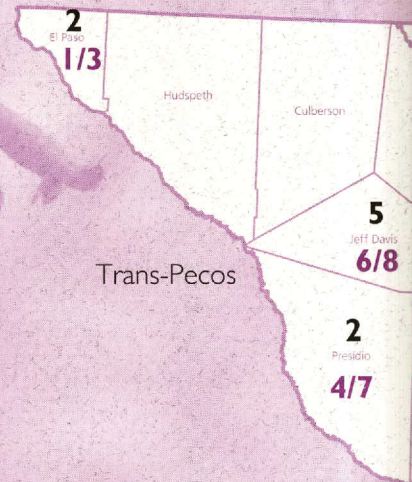 2
El Paso
1/3
Hudspeth
Culberson
5
Jeff Davis
6/8
Trans-Pecos
2
Presidio
4/7